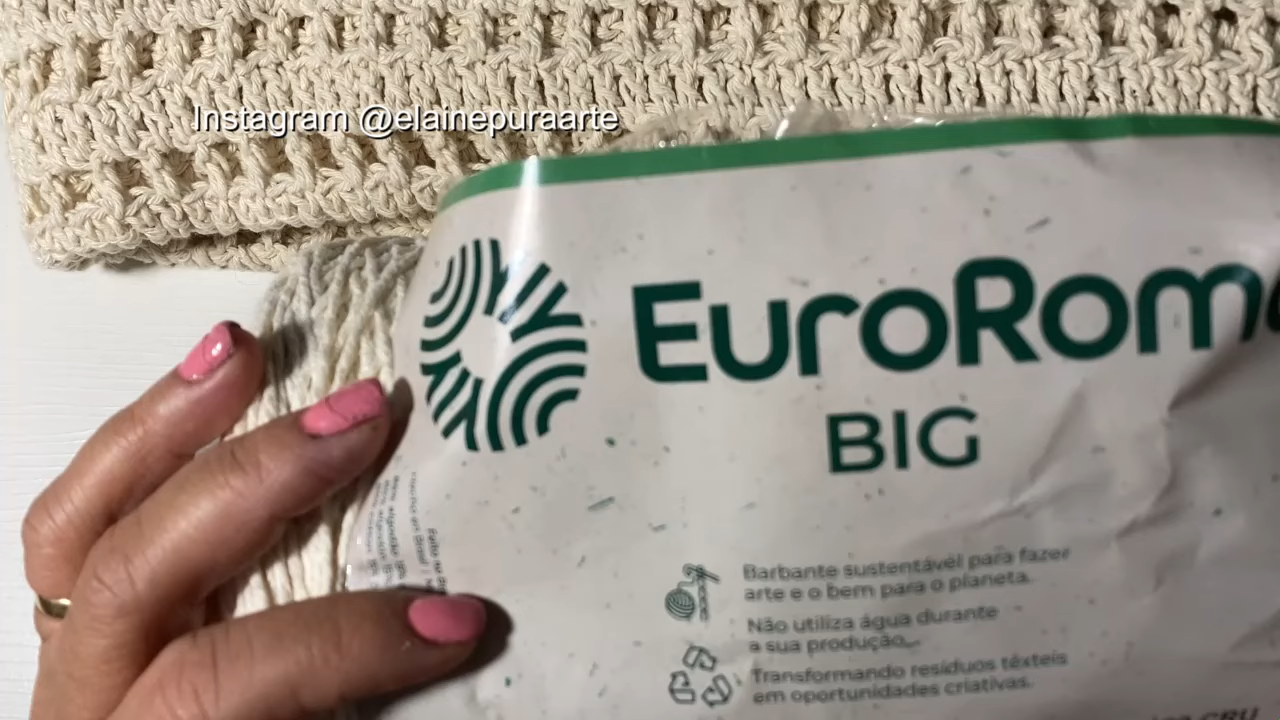 Instagram @elainepuraarte
EuroRom
BIG
Barbante sustentável para fazer
arte e o bem para o planeta.
Não utiliza água durante
a sua produção.
Transformando resíduos têxteis
em oportunidades criativas.